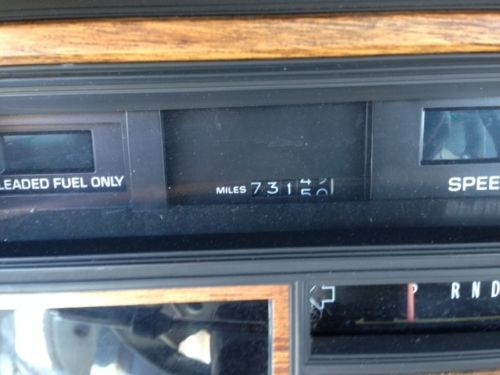 LEADED FUEL ONLY
MILES 731
SPEE
P R N D